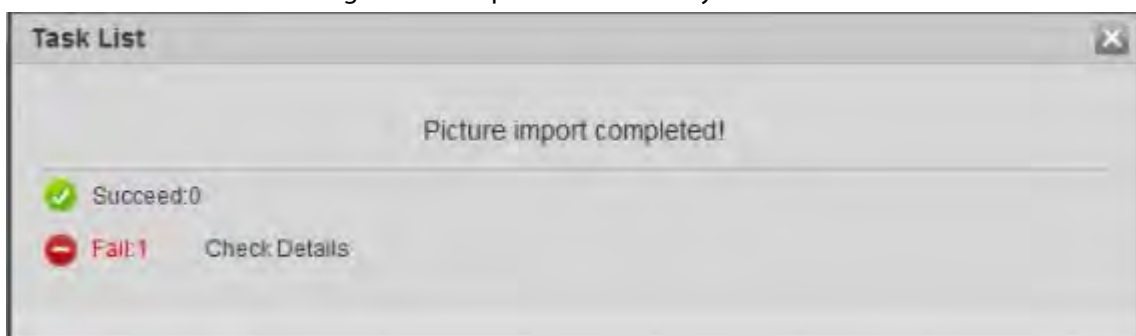 Task List
Picture import completed!
Succeed:0
Fail:1 Check Details